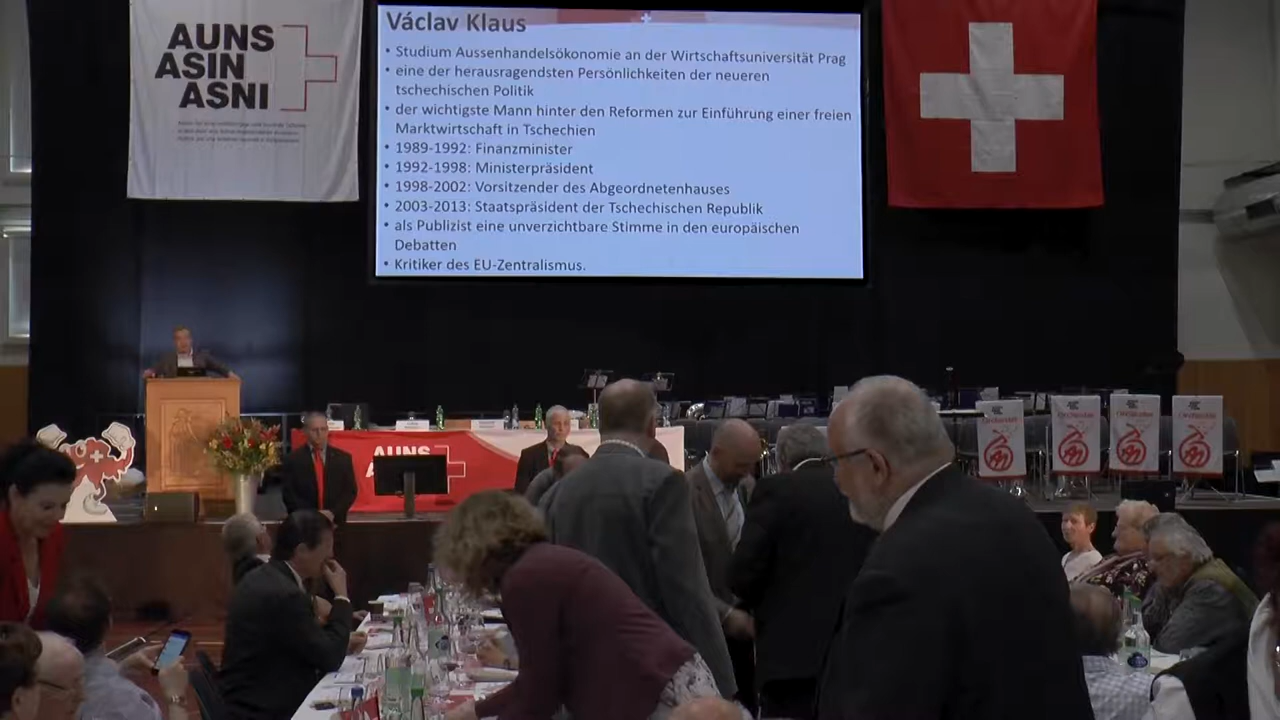 AUNS
ASIN
ASNI
Václav Klaus
• Studium Aussenhandelsökonomie an der Wirtschaftsuniversität Prag
• eine der herausragendsten Persönlichkeiten der neueren
tschechischen Politik
• der wichtigste Mann hinter den Reformen zur Einführung einer freien
Marktwirtschaft in Tschechien
• 1989-1992: Finanzminister
• 1992-1998: Ministerpräsident
• 1998-2002: Vorsitzender des Abgeordnetenhauses
• 2003-2013: Staatspräsident der Tschechischen Republik
• als Publizist eine unverzichtbare Stimme in den europäischen
Debatten
• Kritiker des EU-Zentralismus.
AUNS